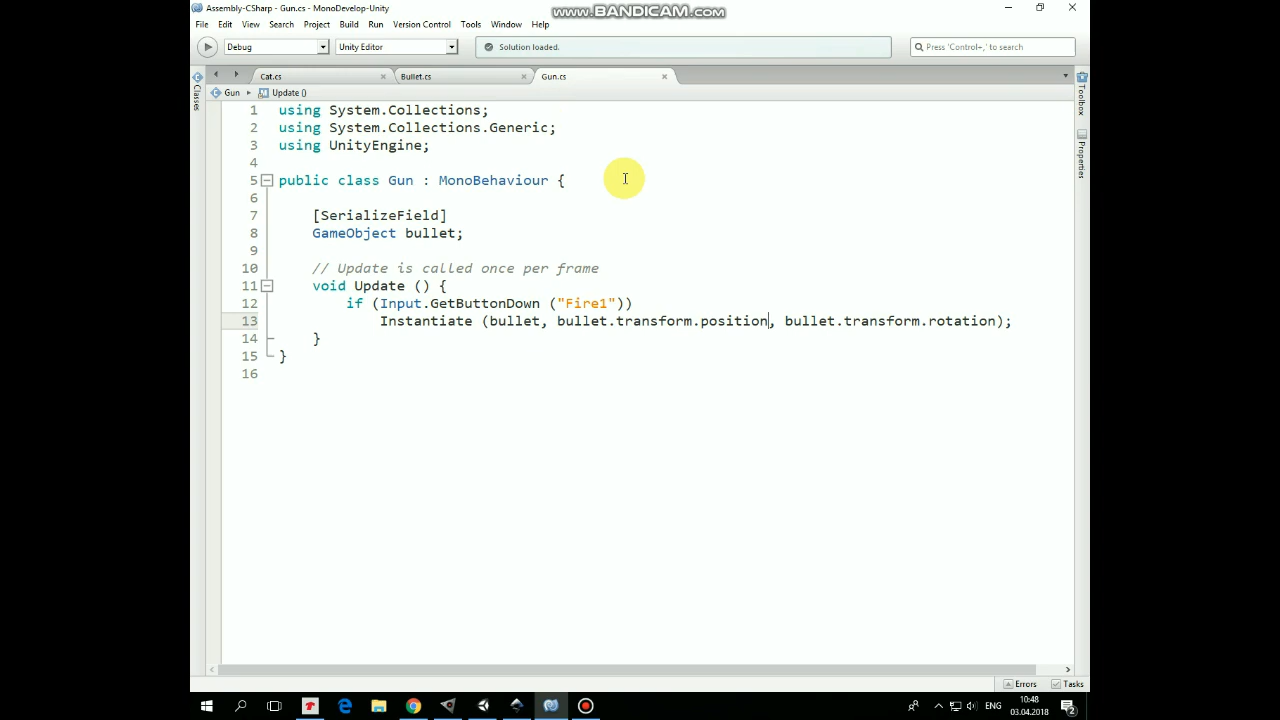 Assembly-CSharp - Gun.cs - MonoDevelop-Unity
www.BANDICAM.com
File Edit View Search Project Build Run Version Control Tools Window Help
Debug Unity Editor Solution loaded. Press 'Control+,' to search
Cat.cs Bullet.cs Gun.cs
Gun Update ()
Classes
Toolbox
Properties
1 using System.Collections;
2 using System.Collections.Generic;
3 using UnityEngine;
4
5 public class Gun : MonoBehaviour {
6
7 [SerializeField]
8 GameObject bullet;
9
10 // Update is called once per frame
11 void Update () {
12 if (Input.GetButtonDown ("Fire1"))
13 Instantiate (bullet, bullet.transform.position, bullet.transform.rotation);
14 }
15 }
16
Errors Tasks
ENG
10:48
03.04.2018
2